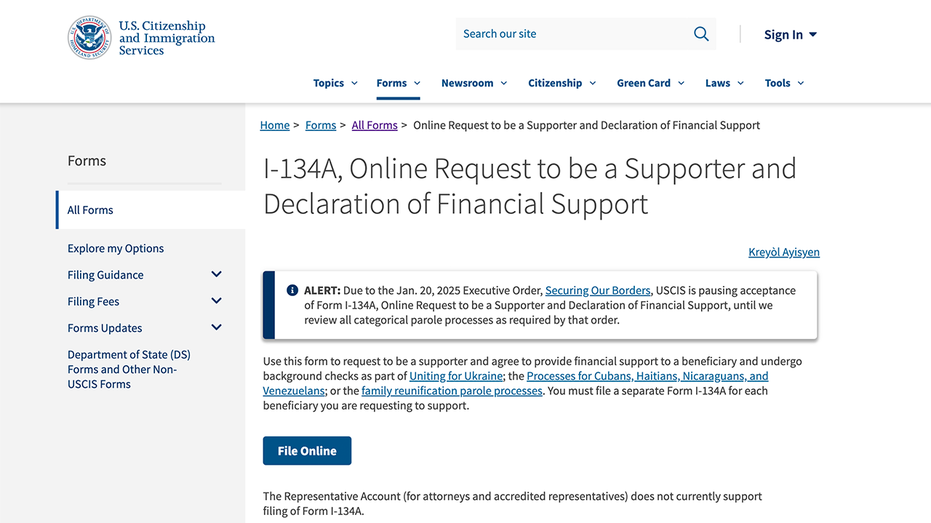 U.S. Citizenship
and Immigration
Services
Search our site
Sign In
Topics
Forms
Newsroom
Citizenship
Green Card
Laws
Tools
Home > Forms > All Forms > Online Request to be a Supporter and Declaration of Financial Support
Forms
All Forms
Explore my Options
Filing Guidance
Filing Fees
Forms Updates
Department of State (DS)
Forms and Other Non-
USCIS Forms
I-134A, Online Request to be a Supporter and
Declaration of Financial Support
Kreyòl Ayisyen
ALERT: Due to the Jan. 20, 2025 Executive Order, Securing Our Borders, USCIS is pausing acceptance
of Form I-134A, Online Request to be a Supporter and Declaration of Financial Support, until we
review all categorical parole processes as required by that order.
Use this form to request to be a supporter and agree to provide financial support to a beneficiary and undergo
background checks as part of Uniting for Ukraine; the Processes for Cubans, Haitians, Nicaraguans, and
Venezuelans; or the family reunification parole processes. You must file a separate Form I-134A for each
beneficiary you are requesting to support.
File Online
The Representative Account (for attorneys and accredited representatives) does not currently support
filing of Form I-134A.